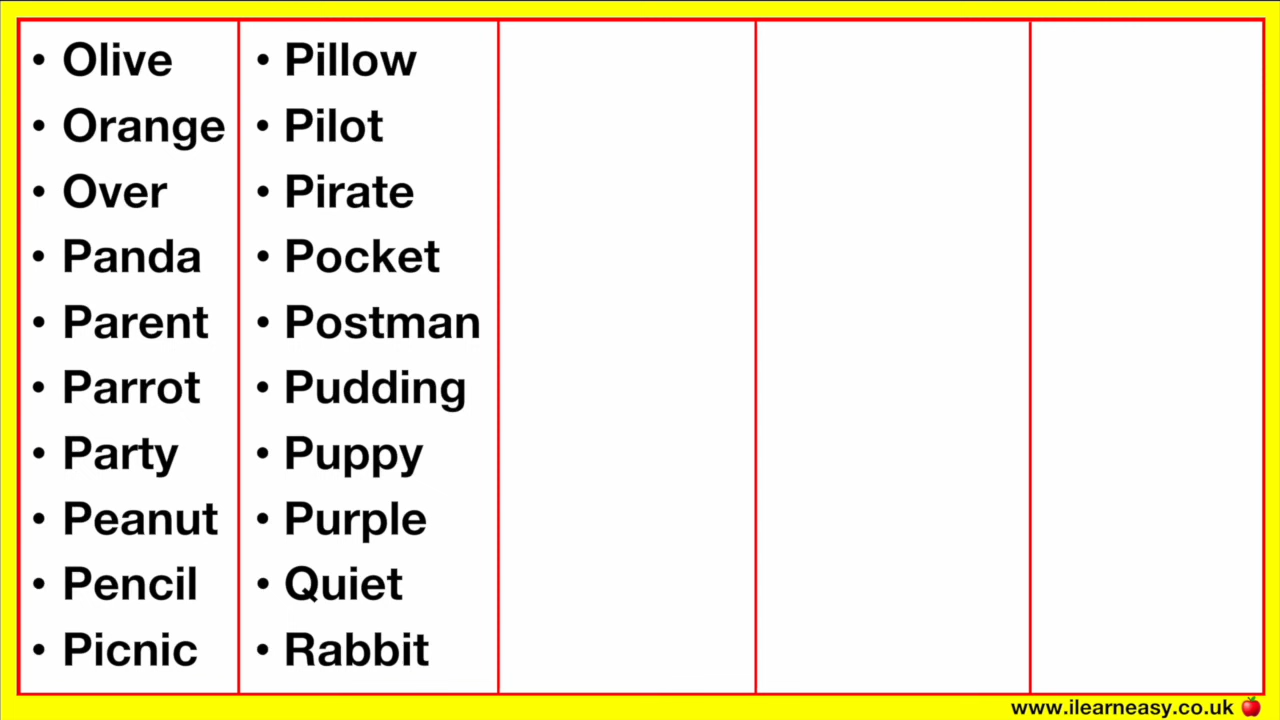 • Olive
• Orange
• Over
• Panda
• Parent
• Parrot
• Party
• Peanut
• Pencil
• Picnic
• Pillow
• Pilot
• Pirate
• Pocket
• Postman
• Pudding
• Puppy
• Purple
• Quiet
• Rabbit
www.ilearneasy.co.uk